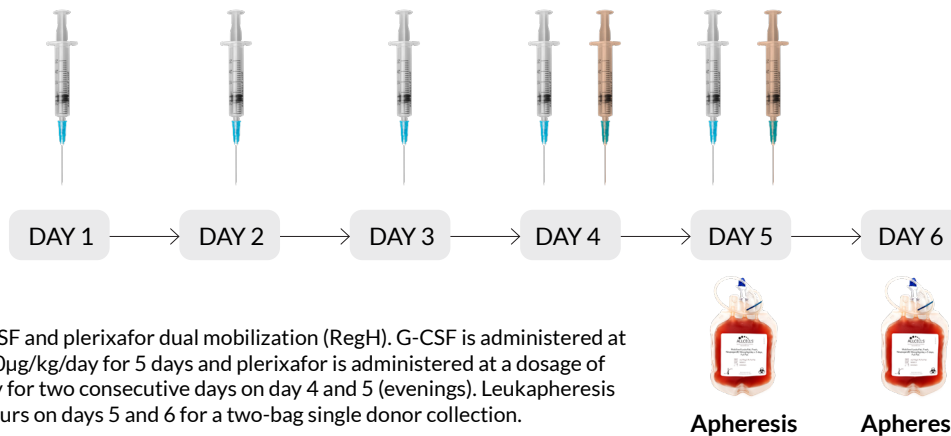 DAY 1
DAY 2
DAY 3
DAY 4
DAY 5
DAY 6
SF and plerixafor dual mobilization (RegH). G-CSF is administered at
0µg/kg/day for 5 days and plerixafor is administered at a dosage of
y for two consecutive days on day 4 and 5 (evenings). Leukapheresis
urs on days 5 and 6 for a two-bag single donor collection.
ALLCELLS
ALLCELLS
Apheresis
Apheres